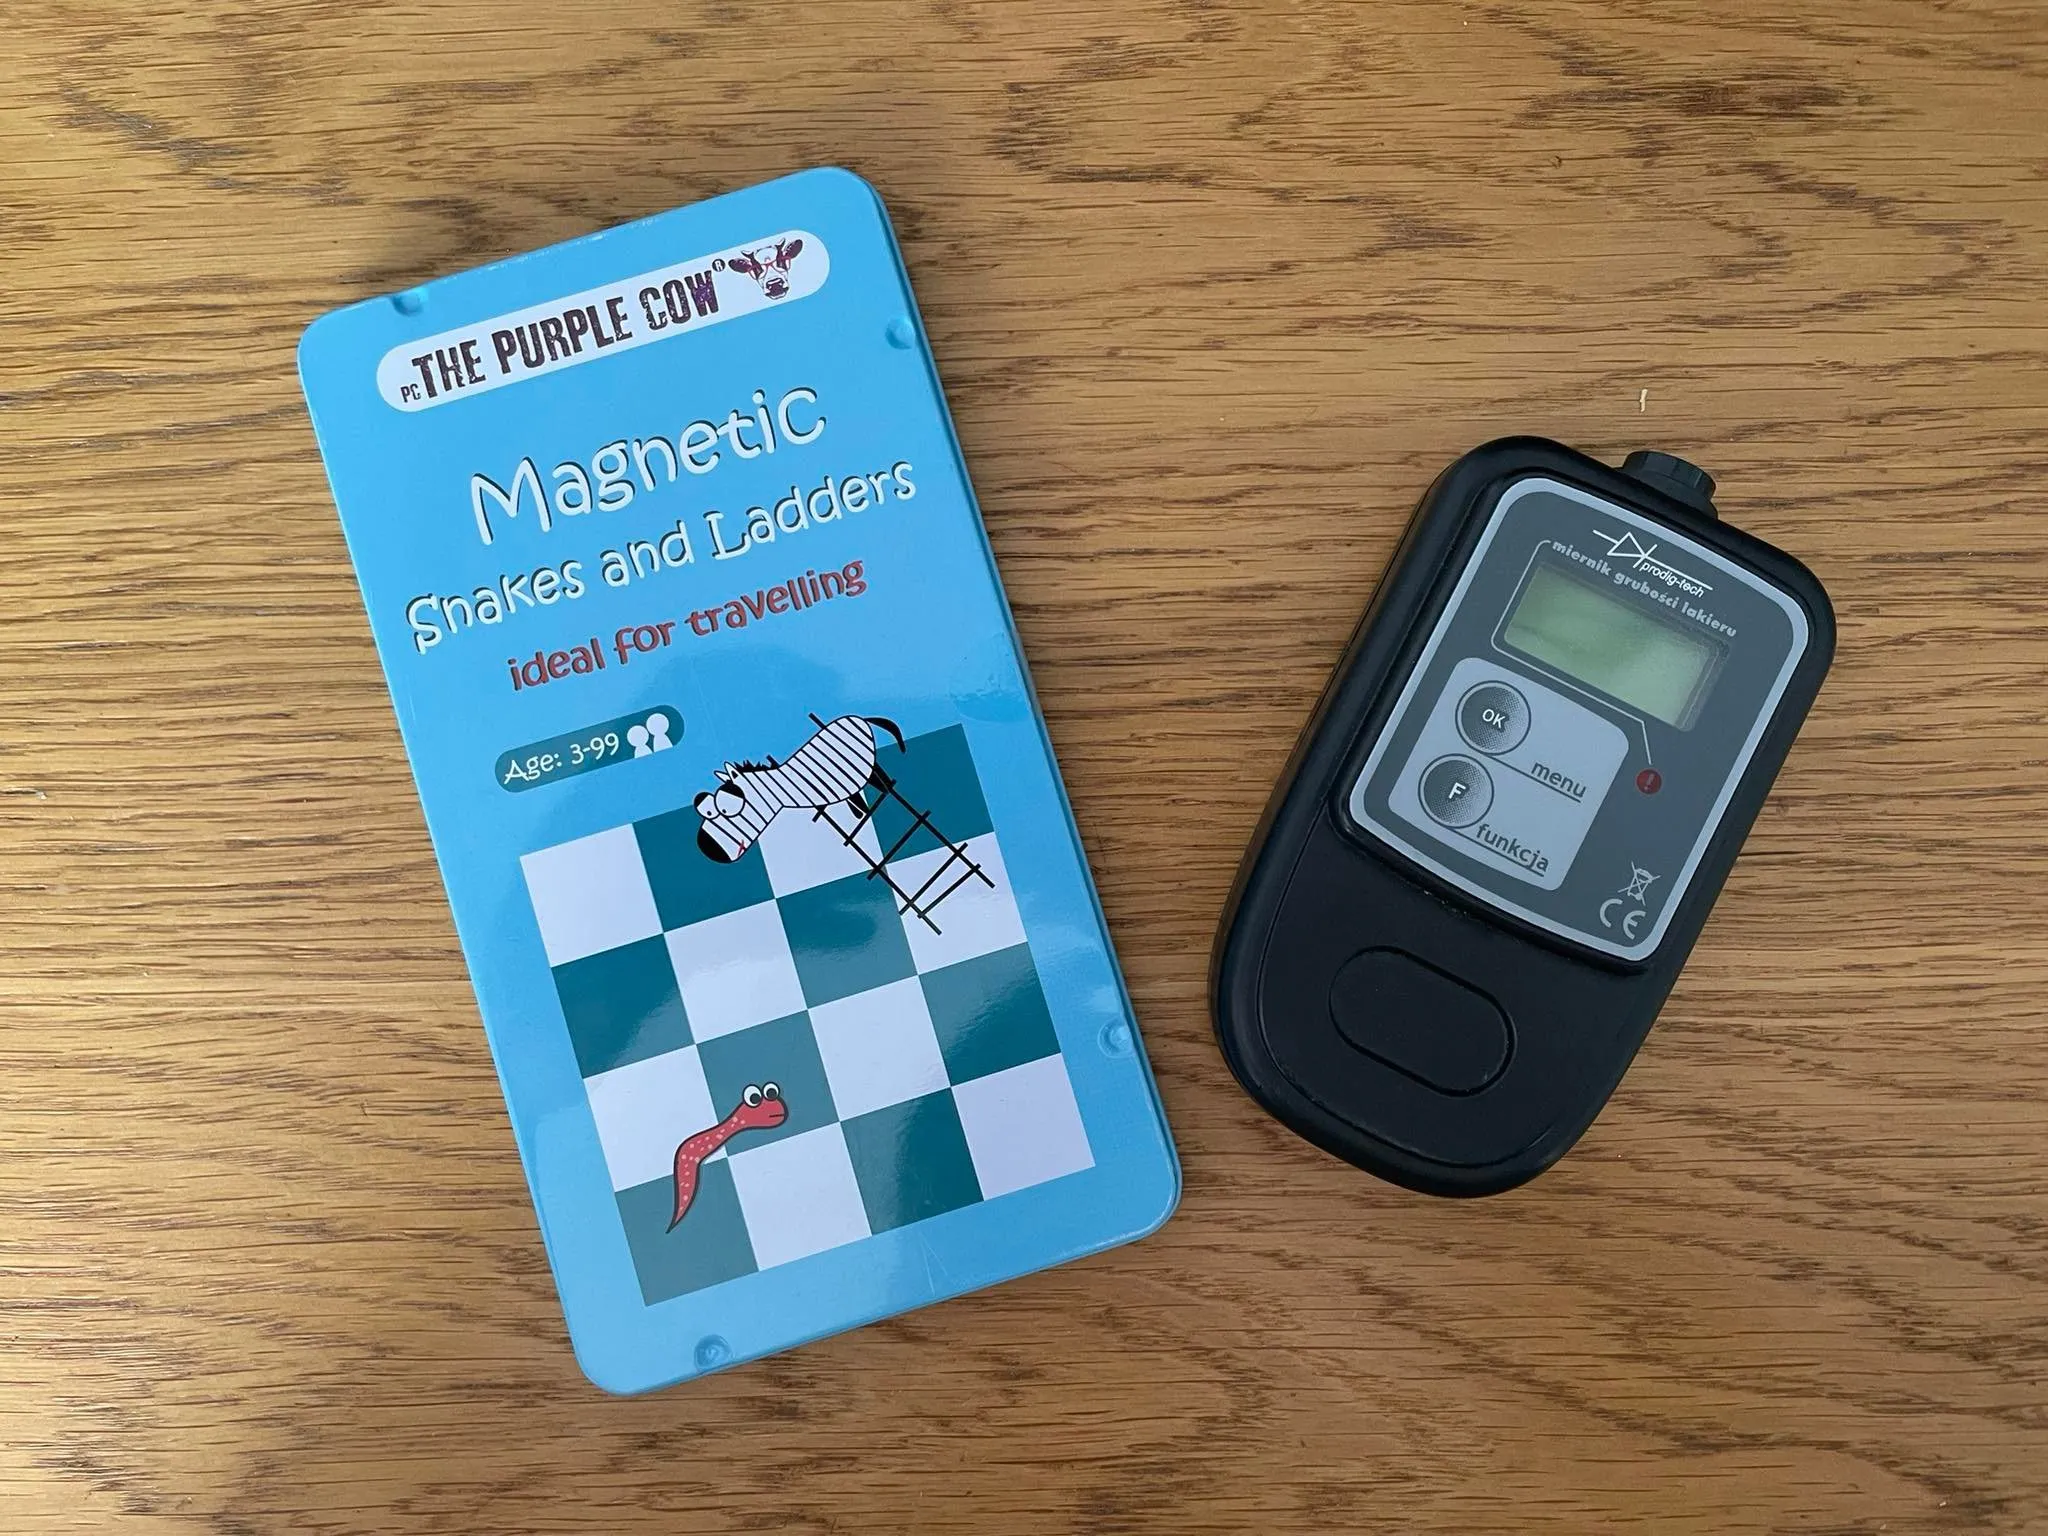 PC THE PURPLE COW®
Magnetic
Snakes and Ladders
ideal for travelling
Age: 3-99
prodig-tech
miernik grubości lakieru
OK
menu
F
funkcja
!
CE